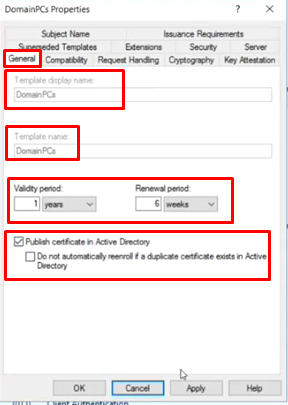 DomainPCs Properties
Subject Name Issuance Requirements
Superseded Templates Extensions Security Server
General Compatibility Request Handling Cryptography Key Attestation
Template display name:
DomainPCs
Template name:
DomainPCs
Validity period: Renewal period:
1 years 6 weeks
Publish certificate in Active Directory
Do not automatically reenroll if a duplicate certificate exists in Active
Directory
OK Cancel Apply Help
Client Authentication